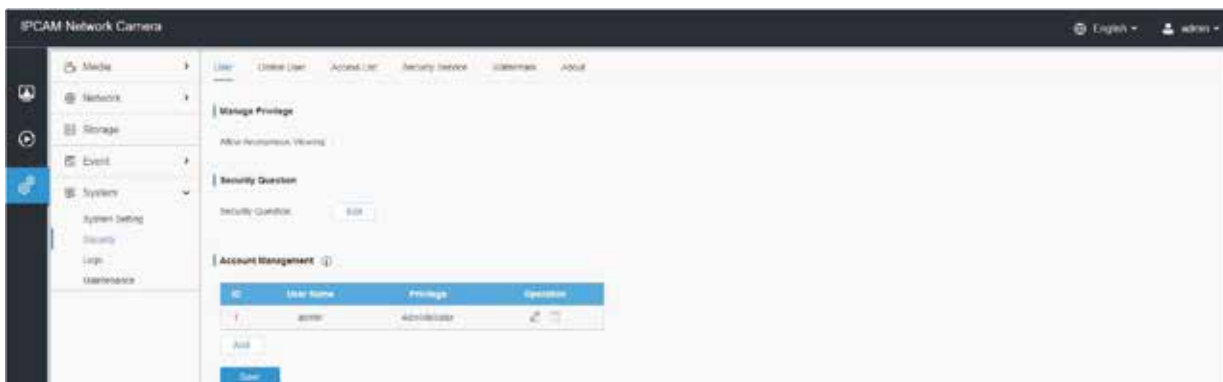 IPCAM Network Camera
English
admin
Media
Network
Storage
Event
System
System Setting
Security
Logs
Maintenance
User Online User Access List Security Service Watermark About
Manage Privilege
Allow Anonymous Viewing
Security Question
Security Question Edit
Account Management
ID User Name Privilege Operation
1 admin Administrator
Add
Save